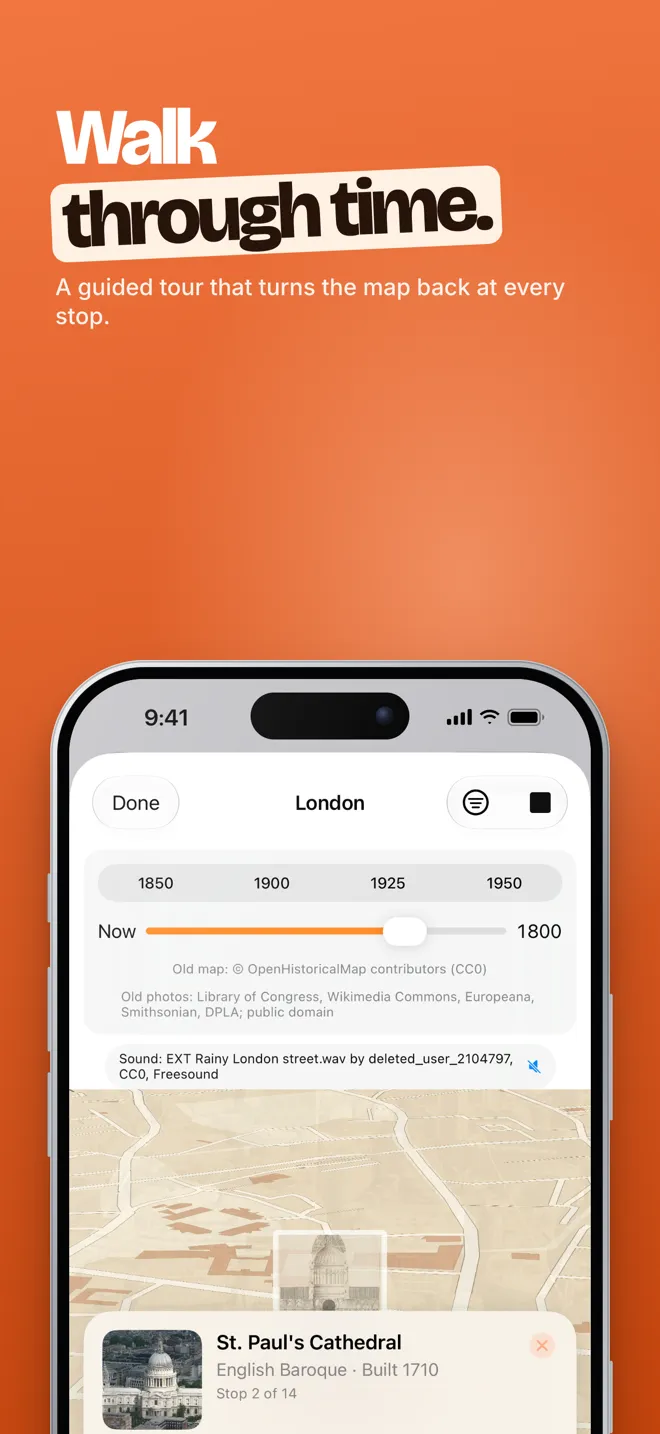 Walk
through time.
A guided tour that turns the map back at every
stop.
9:41
Done
London
1850 1900 1925 1950
Now 1800
Old map: © OpenHistoricalMap contributors (CC0)
Old photos: Library of Congress, Wikimedia Commons, Europeana,
Smithsonian, DPLA; public domain
Sound: EXT Rainy London street.wav by deleted_user_2104797,
CC0, Freesound
St. Paul's Cathedral
English Baroque · Built 1710
Stop 2 of 14